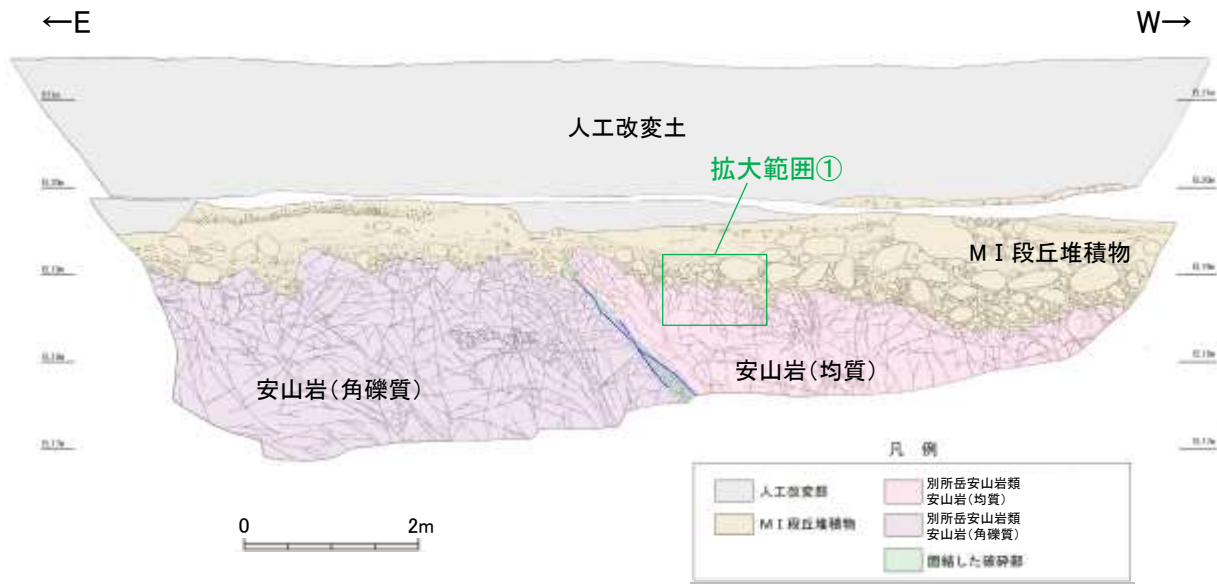 ←E
W→
人工改変土
拡大範囲①
MⅠ段丘堆積物
安山岩(角礫質)
安山岩(均質)
0
2m
凡 例
人工改変部
MⅠ段丘堆積物
別所岳安山岩類
安山岩(均質)
別所岳安山岩類
安山岩(角礫質)
固結した破砕部